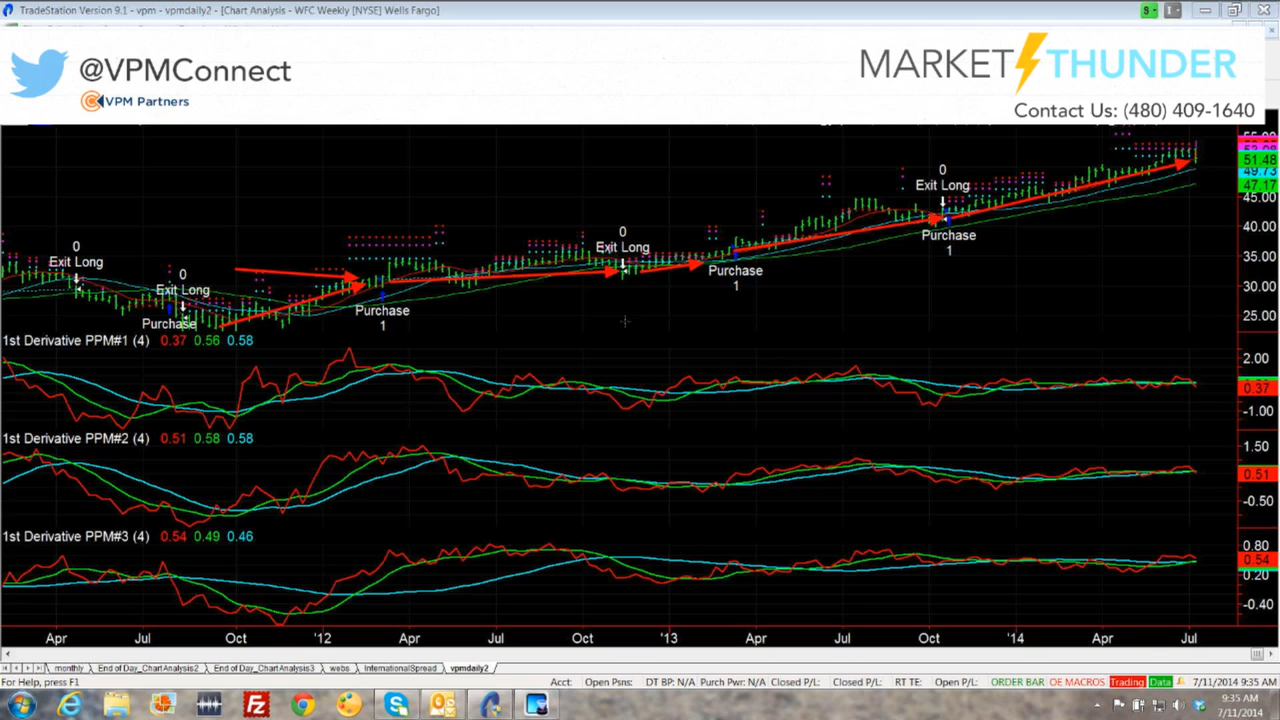 TradeStation Version 9.1 - vpm - vpmdaily2 - [Chart Analysis - WFC Weekly [NYSE] Wells Fargo]
@VPMConnect
VPM Partners
MARKET THUNDER
Contact Us: (480) 409-1640
51.48
49.73
47.17
45.00
40.00
35.00
30.00
25.00
0
Exit Long
0
Exit Long
Purchase
Purchase
1
0
Exit Long
Purchase
1
0
Exit Long
Purchase
1
1st Derivative PPM#1 (4) 0.37 0.56 0.58
2.00
0.37
-1.00
1st Derivative PPM#2 (4) 0.51 0.58 0.58
1.50
0.51
-0.50
1st Derivative PPM#3 (4) 0.54 0.49 0.46
0.80
0.54
0.20
-0.40
Apr Jul Oct '12 Apr Jul Oct '13 Apr Jul Oct '14 Apr Jul
monthly End of Day_ChartAnalysis2 End of Day_ChartAnalysis3 webs InternationalSpread vpmdaily2
For Help, press F1 Acct: Open Psns: DT BP: N/A Purch Pwr: N/A Closed P/L: Closed P/L: RT TE: Open P/L: ORDER BAR OE MACROS Trading Data 7/11/2014 9:35 AM
9:35 AM
7/11/2014